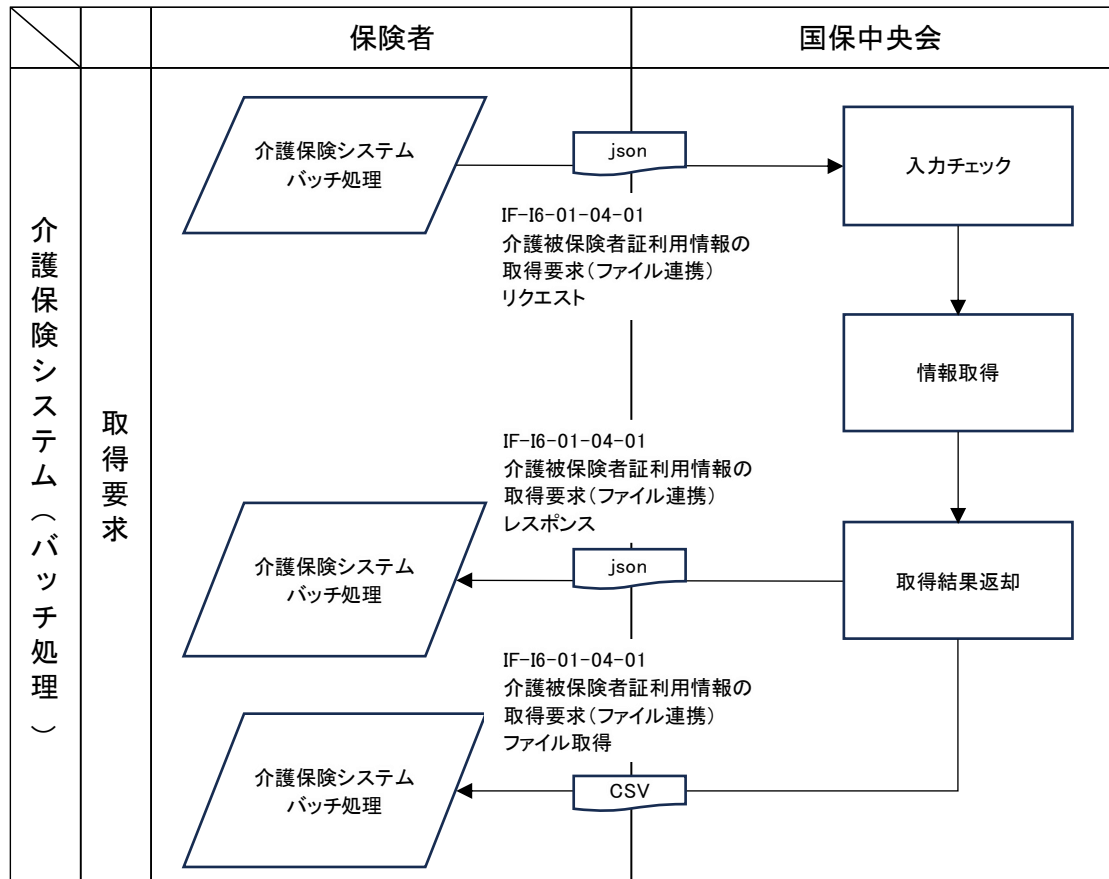 保険者
国保中央会
介護保険システム（バッチ処理）
取得要求
介護保険システム
バッチ処理
json
入力チェック
IF-I6-01-04-01
介護被保険者証利用情報の
取得要求（ファイル連携）
リクエスト
情報取得
IF-I6-01-04-01
介護被保険者証利用情報の
取得要求（ファイル連携）
レスポンス
介護保険システム
バッチ処理
json
取得結果返却
IF-I6-01-04-01
介護被保険者証利用情報の
取得要求（ファイル連携）
ファイル取得
介護保険システム
バッチ処理
CSV